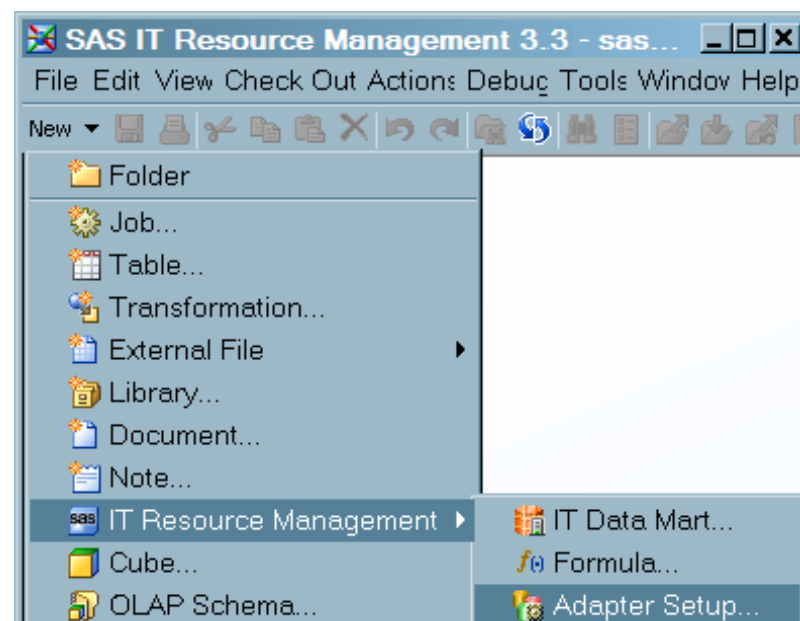 SAS IT Resource Management 3.3 - sas...
File Edit View Check Out Actions Debug Tools Window Help
New
Folder
Job...
Table...
Transformation...
External File
Library...
Document...
Note...
sas IT Resource Management
IT Data Mart...
Cube...
Formula...
OLAP Schema...
Adapter Setup...